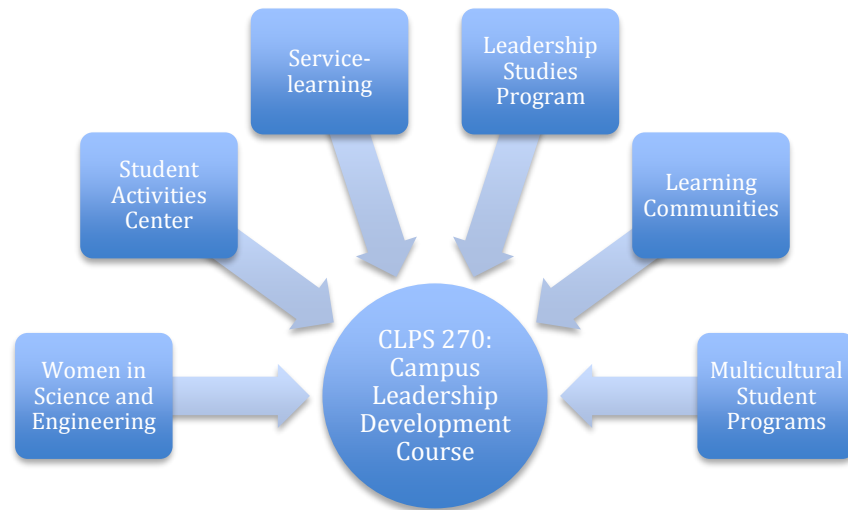 Service-
learning
Leadership
Studies
Program
Student
Activities
Center
Learning
Communities
Women in
Science and
Engineering
CLPS 270:
Campus
Leadership
Development
Course
Multicultural
Student
Programs